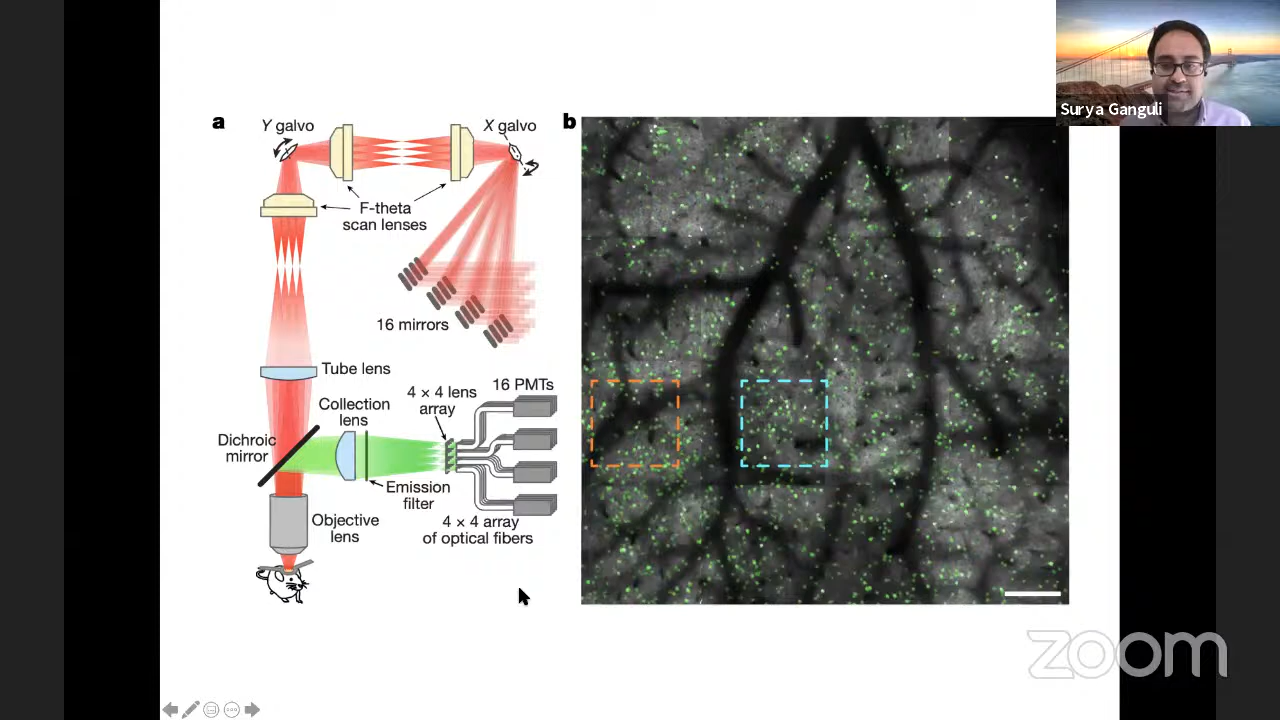 Surya Ganguli
a
Y galvo
X galvo
F-theta
scan lenses
16 mirrors
Tube lens
4 × 4 lens
array
16 PMTs
Collection
lens
Dichroic
mirror
Emission
filter
Objective
lens
4 × 4 array
of optical fibers
b
zoom